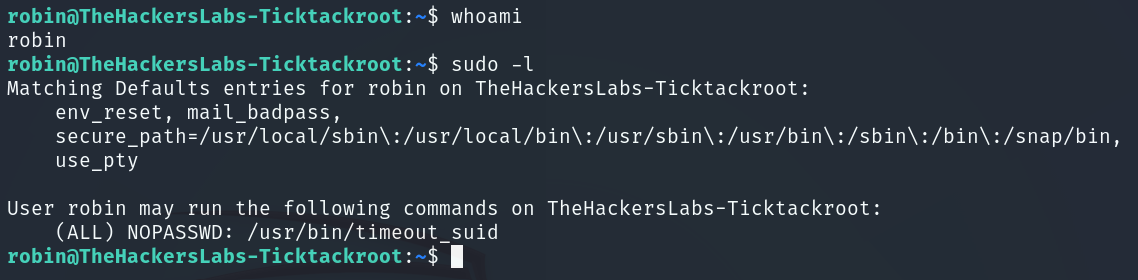 robin@TheHackersLabs-Ticktackroot:~$ whoami
robin
robin@TheHackersLabs-Ticktackroot:~$ sudo -l
Matching Defaults entries for robin on TheHackersLabs-Ticktackroot:
    env_reset, mail_badpass,
    secure_path=/usr/local/sbin\:/usr/local/bin\:/usr/sbin\:/usr/bin\:/sbin\:/bin\:/snap/bin,
    use_pty

User robin may run the following commands on TheHackersLabs-Ticktackroot:
    (ALL) NOPASSWD: /usr/bin/timeout_suid
robin@TheHackersLabs-Ticktackroot:~$